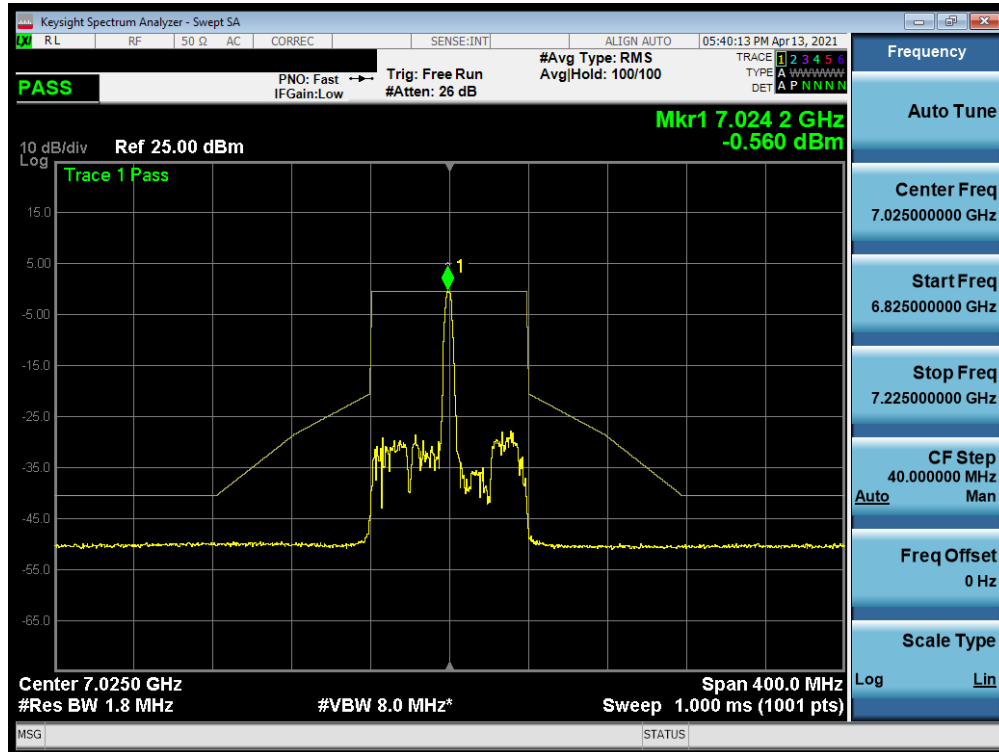 Keysight Spectrum Analyzer - Swept SA
LXI RL RF 50 Ω AC CORREC SENSE:INT ALIGN AUTO 05:40:13 PM Apr 13, 2021
PASS
PNO: Fast
IFGain:Low
Trig: Free Run
#Atten: 26 dB
#Avg Type: RMS
Avg|Hold: 100/100
TRACE 1 2 3 4 5 6
TYPE A WWWWW
DET A P N N N N
Mkr1 7.024 2 GHz
-0.560 dBm
10 dB/div Ref 25.00 dBm
Log
Trace 1 Pass
15.0
5.00
-5.00
-15.0
-25.0
-35.0
-45.0
-55.0
-65.0
1
Center 7.0250 GHz Span 400.0 MHz
#Res BW 1.8 MHz #VBW 8.0 MHz* Sweep 1.000 ms (1001 pts)
MSG STATUS
Frequency
Auto Tune
Center Freq
7.025000000 GHz
Start Freq
6.825000000 GHz
Stop Freq
7.225000000 GHz
CF Step
40.000000 MHz
Auto Man
Freq Offset
0 Hz
Scale Type
Log Lin